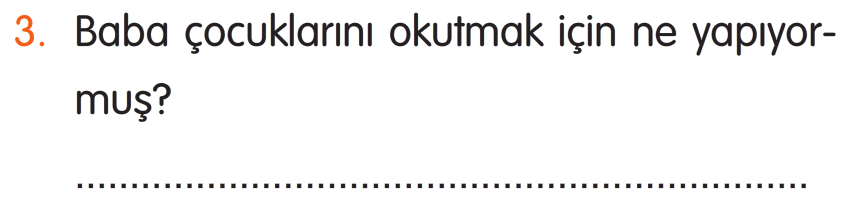 3. Baba çocuklarını okutmak için ne yapıyor-
muş?
....................................................................